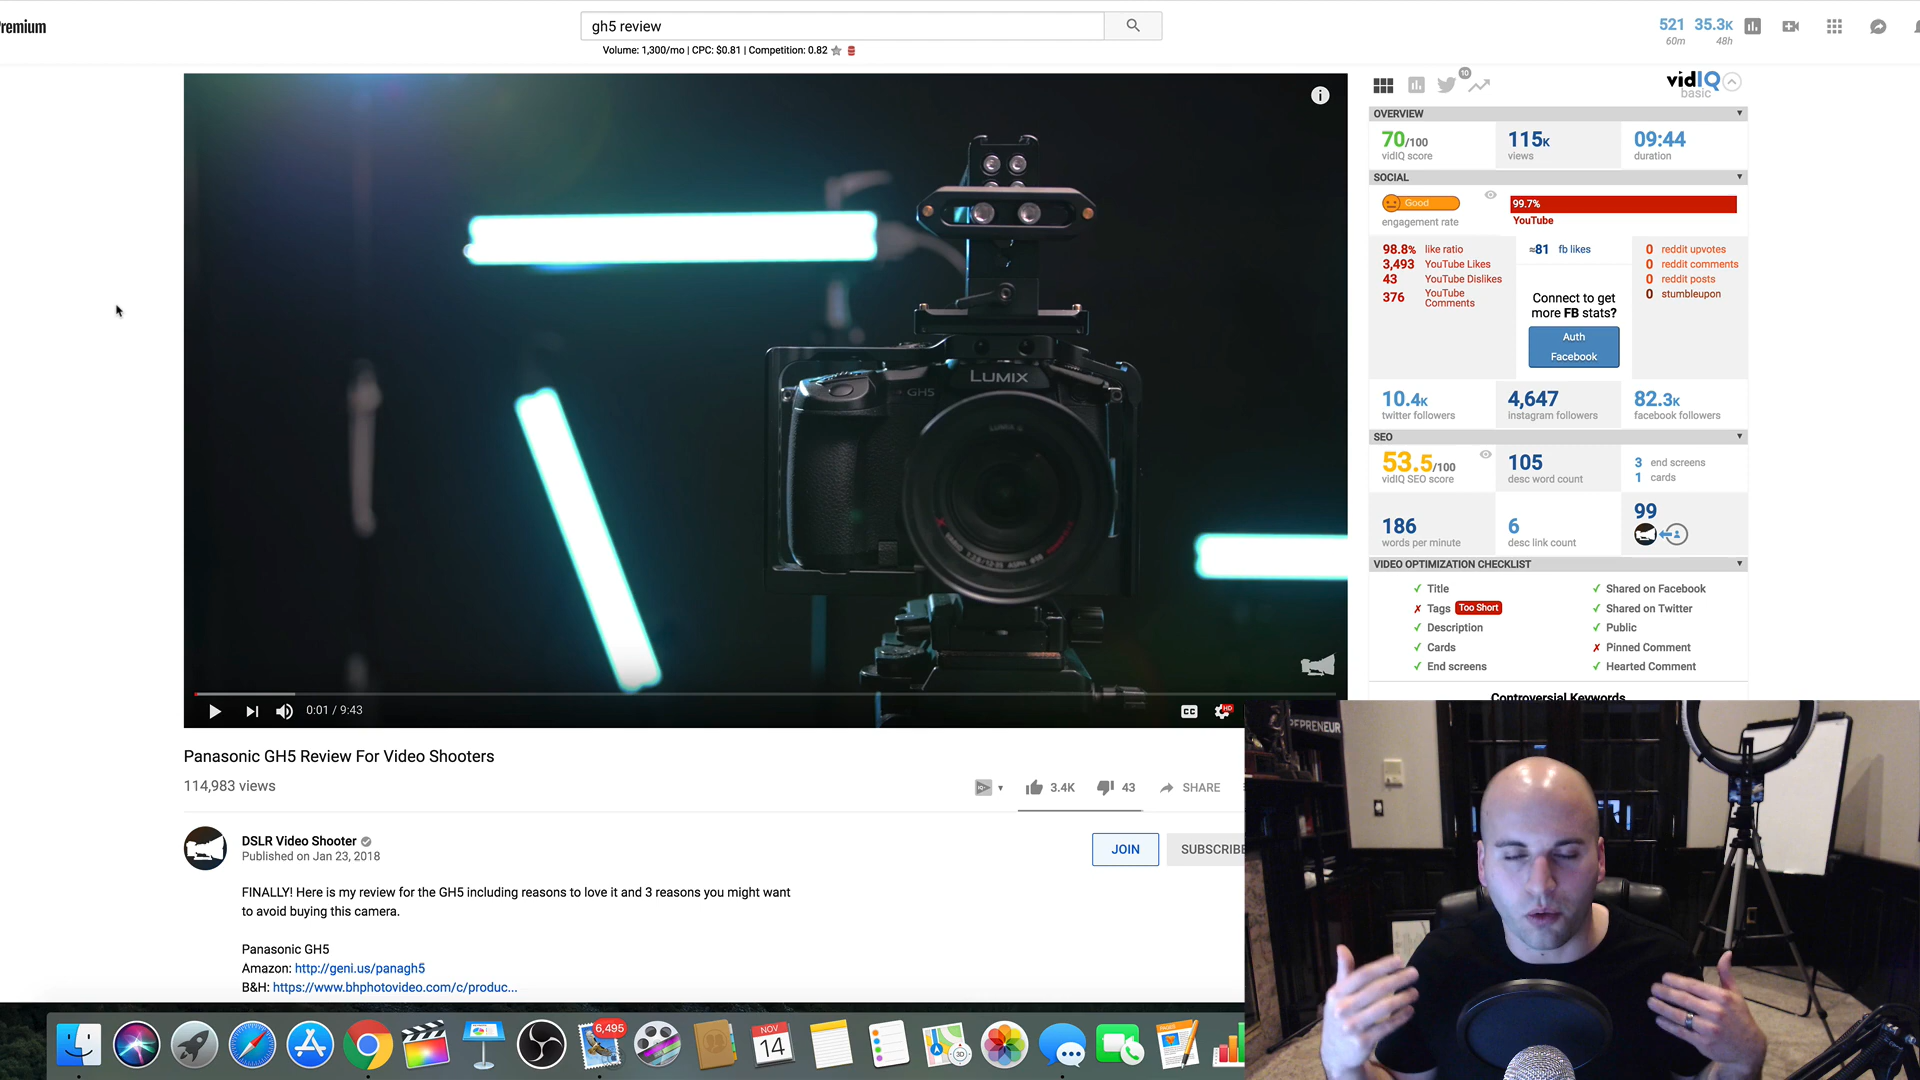 Premium
gh5 review
Volume: 1,300/mo | CPC: $0.81 | Competition: 0.82
521
60m
35.3K
48h
10
vidIQ
basic
OVERVIEW
70/100
vidIQ score
115K
views
09:44
duration
SOCIAL
Good
engagement rate
99.7%
YouTube
98.8% like ratio
3,493 YouTube Likes
43 YouTube Dislikes
376 YouTube
Comments
≈81 fb likes
Connect to get
more FB stats?
Auth
Facebook
0 reddit upvotes
0 reddit comments
0 reddit posts
0 stumbleupon
10.4K
twitter followers
4,647
instagram followers
82.3K
facebook followers
SEO
53.5/100
vidIQ SEO score
105
desc word count
3 end screens
1 cards
186
words per minute
6
desc link count
99
VIDEO OPTIMIZATION CHECKLIST
Title
Tags Too Short
Description
Cards
End screens
Shared on Facebook
Shared on Twitter
Public
Pinned Comment
Hearted Comment
Controversial Keywords
LUMIX
GH5
0:01 / 9:43
CC
HD
Panasonic GH5 Review For Video Shooters
114,983 views
3.4K
43
SHARE
DSLR Video Shooter
Published on Jan 23, 2018
JOIN
SUBSCRIBE
FINALLY! Here is my review for the GH5 including reasons to love it and 3 reasons you might want
to avoid buying this camera.
Panasonic GH5
Amazon: http://geni.us/panagh5
B&H: https://www.bhphotovideo.com/c/produc...
REPRENEUR
6,495
NOV
14
3D
PAGES